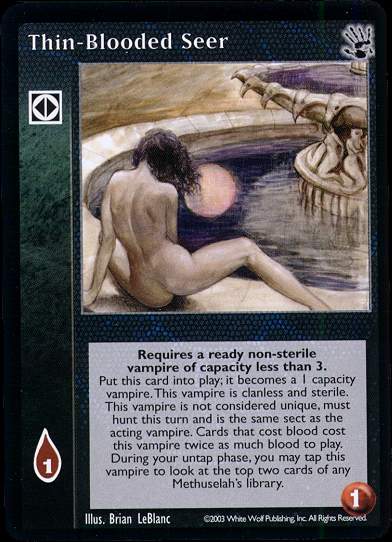 Thin-Blooded Seer
Requires a ready non-sterile
vampire of capacity less than 3.
Put this card into play; it becomes a 1 capacity
vampire. This vampire is clanless and sterile.
This vampire is not considered unique, must
hunt this turn and is the same sect as the
acting vampire. Cards that cost blood cost
this vampire twice as much blood to play.
During your untap phase, you may tap this
vampire to look at the top two cards of any
Methuselah's library.
1
1
Illus. Brian LeBlanc
©2003 White Wolf Publishing, Inc. All Rights Reserved.